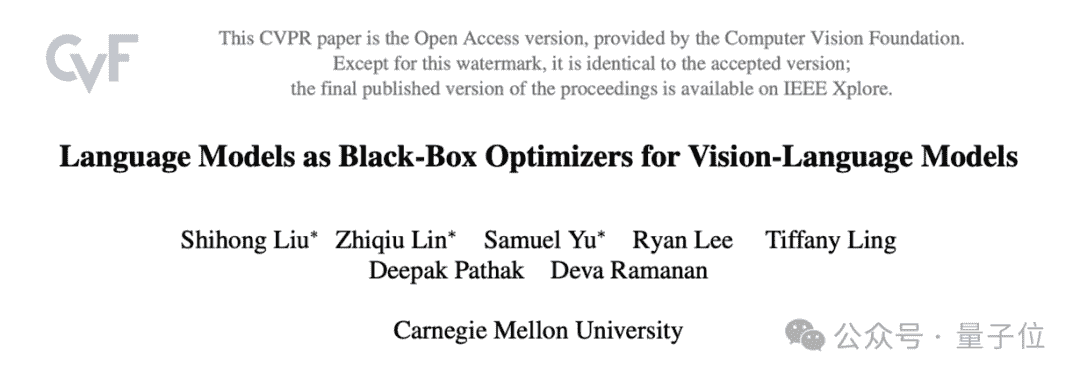 CVF
This CVPR paper is the Open Access version, provided by the Computer Vision Foundation.
Except for this watermark, it is identical to the accepted version;
the final published version of the proceedings is available on IEEE Xplore.
Language Models as Black-Box Optimizers for Vision-Language Models
Shihong Liu* Zhiqiu Lin* Samuel Yu* Ryan Lee Tiffany Ling
Deepak Pathak Deva Ramanan
Carnegie Mellon University
公众号 · 量子位